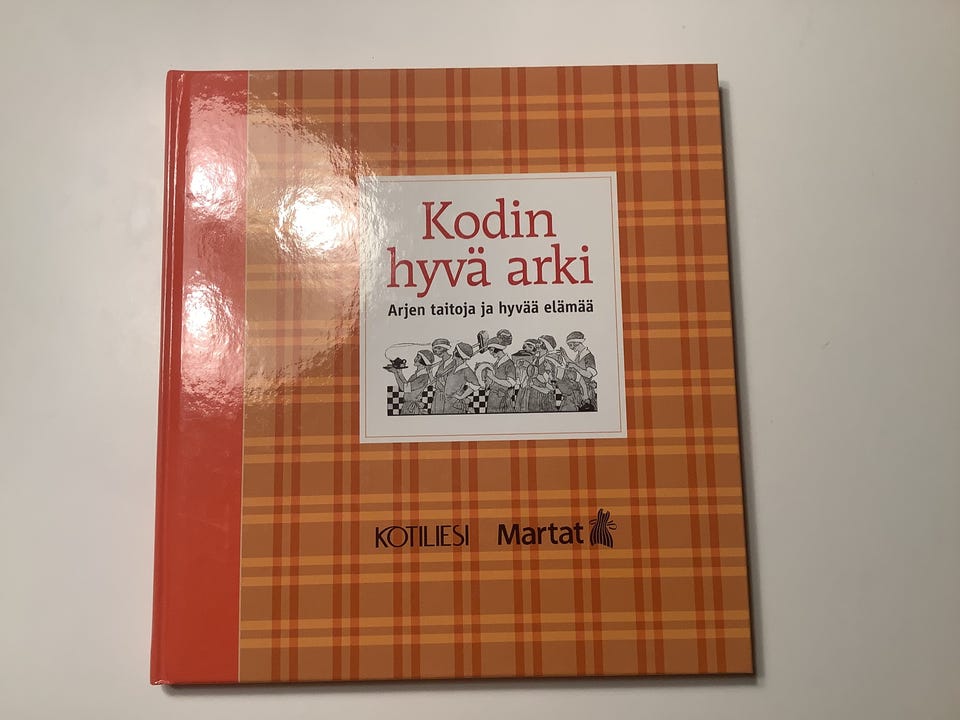 Kodin
hyvä arki
Arjen taitoja ja hyvää elämää
KOTILIESI Martat